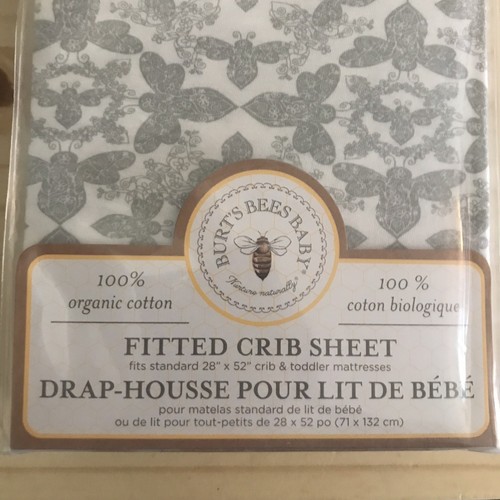 BURT'S BEES BABY®
Nurture naturally®
100%
organic cotton
100 %
coton biologique
FITTED CRIB SHEET
fits standard 28" x 52" crib & toddler mattresses
DRAP-HOUSSE POUR LIT DE BÉBÉ
pour matelas standard de lit de bébé
ou de lit pour tout-petits de 28 x 52 po (71 x 132 cm)